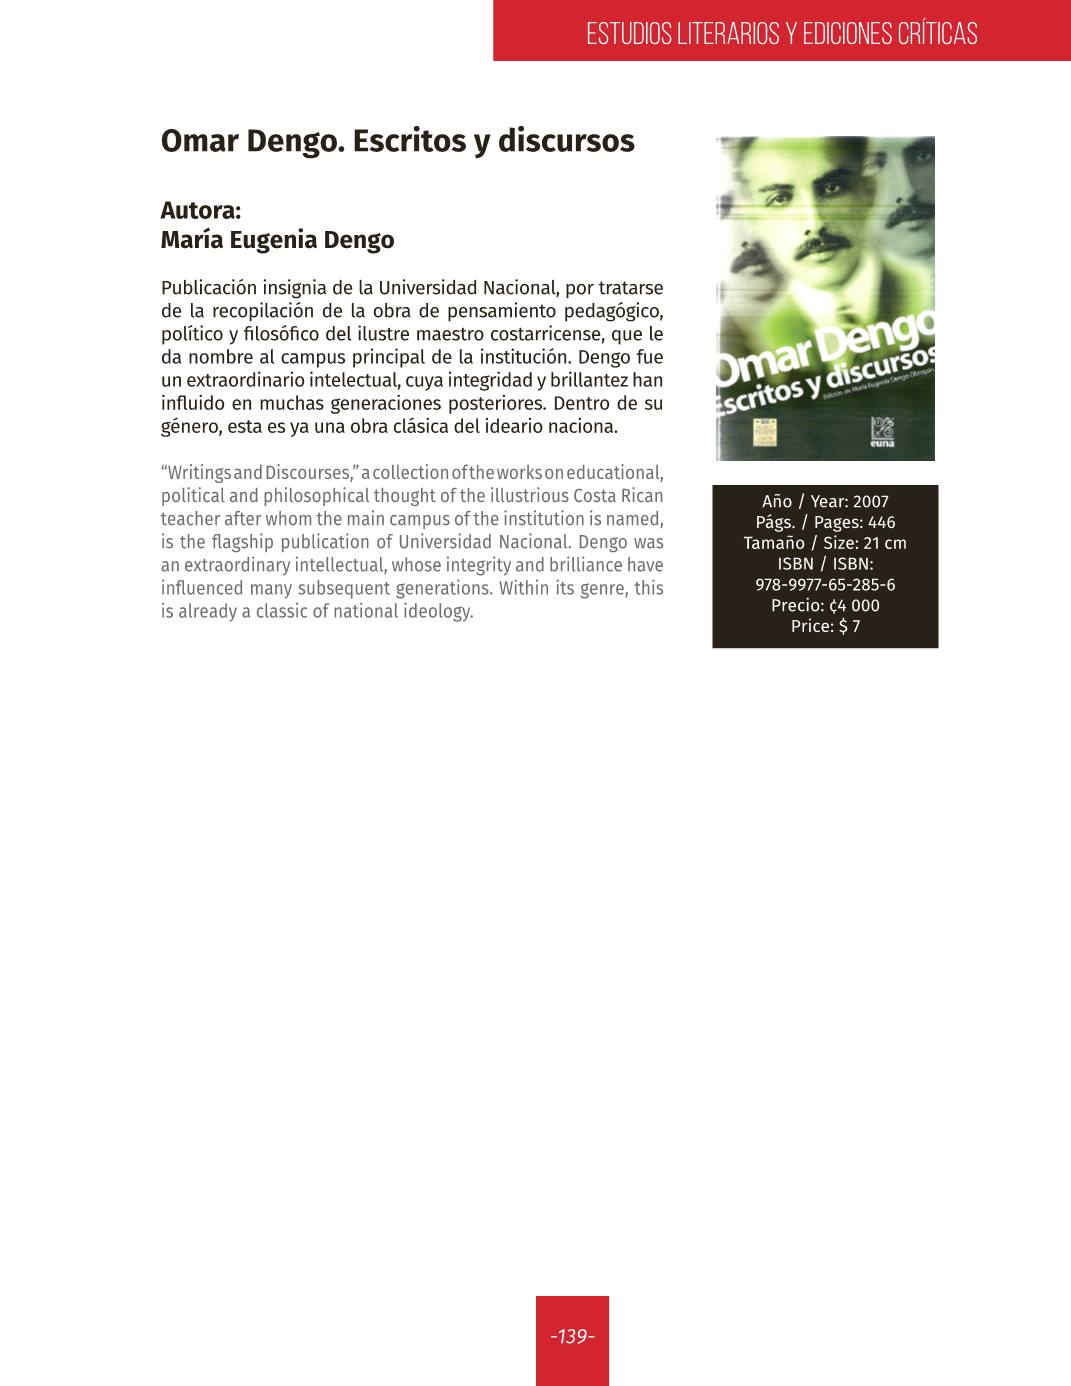 ESTUDIOS LITERARIOS Y EDICIONES CRÍTICAS
Omar Dengo. Escritos y discursos
Autora:
María Eugenia Dengo
Publicación insignia de la Universidad Nacional, por tratarse
de la recopilación de la obra de pensamiento pedagógico,
político y filosófico del ilustre maestro costarricense, que le
da nombre al campus principal de la institución. Dengo fue
un extraordinario intelectual, cuya integridad y brillantez han
influido en muchas generaciones posteriores. Dentro de su
género, esta es ya una obra clásica del ideario naciona.
“Writings and Discourses,” a collection of the works on educational,
political and philosophical thought of the illustrious Costa Rican
teacher after whom the main campus of the institution is named,
is the flagship publication of Universidad Nacional. Dengo was
an extraordinary intellectual, whose integrity and brilliance have
influenced many subsequent generations. Within its genre, this
is already a classic of national ideology.
Omar Dengo
Escritos y discursos
Edición de María Eugenia Dengo Obregón
euna
Año / Year: 2007
Págs. / Pages: 446
Tamaño / Size: 21 cm
ISBN / ISBN:
978-9977-65-285-6
Precio: ¢4 000
Price: $ 7
-139-